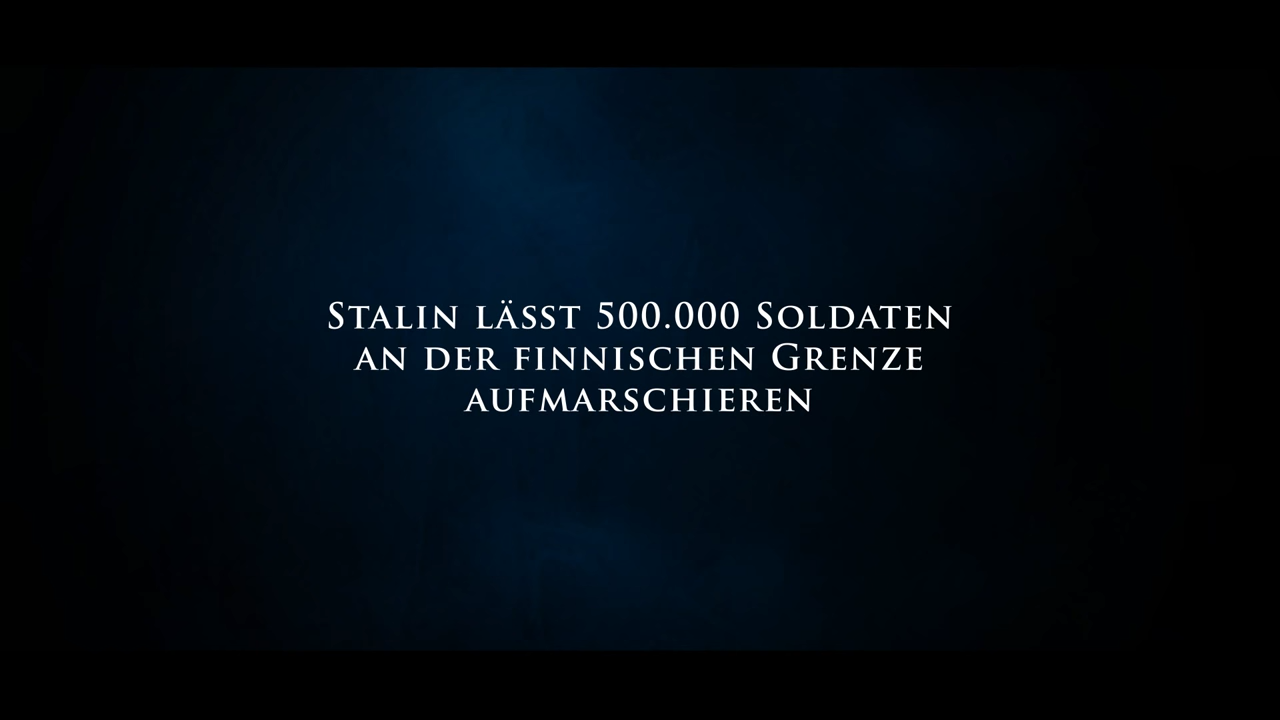 Stalin lässt 500.000 Soldaten
an der finnischen Grenze
aufmarschieren